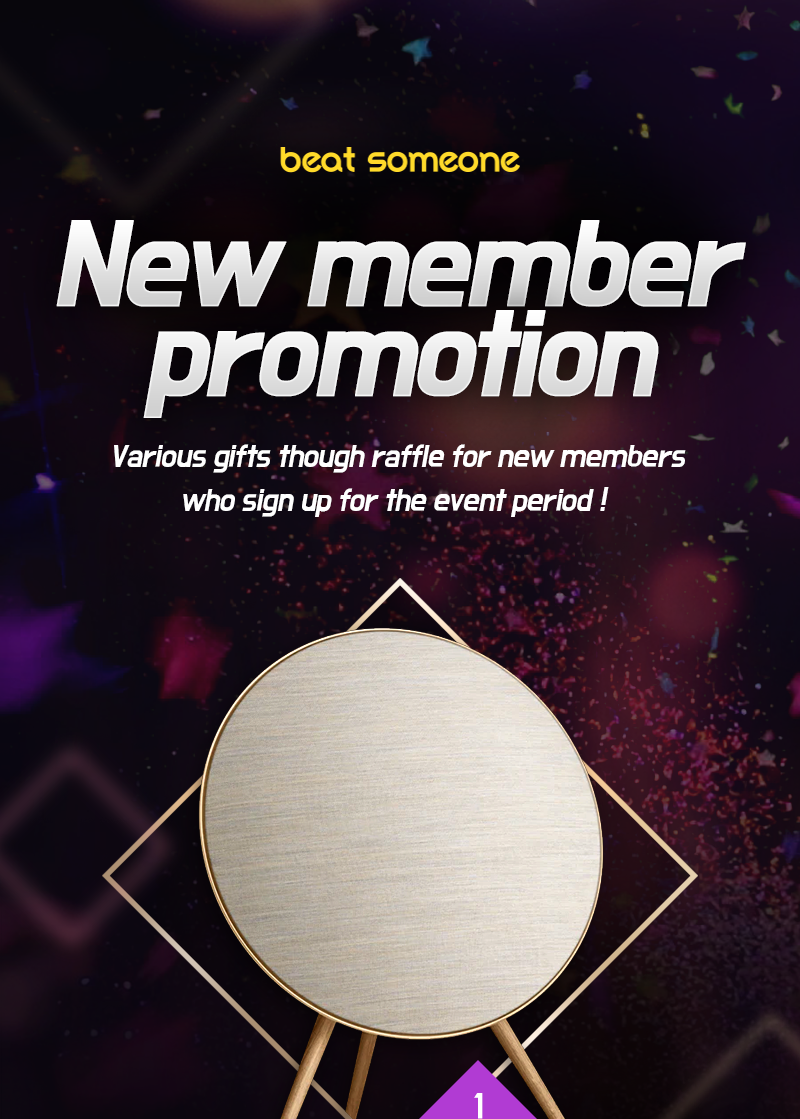 beat someone
New member
promotion
Various gifts though raffle for new members
who sign up for the event period !
1